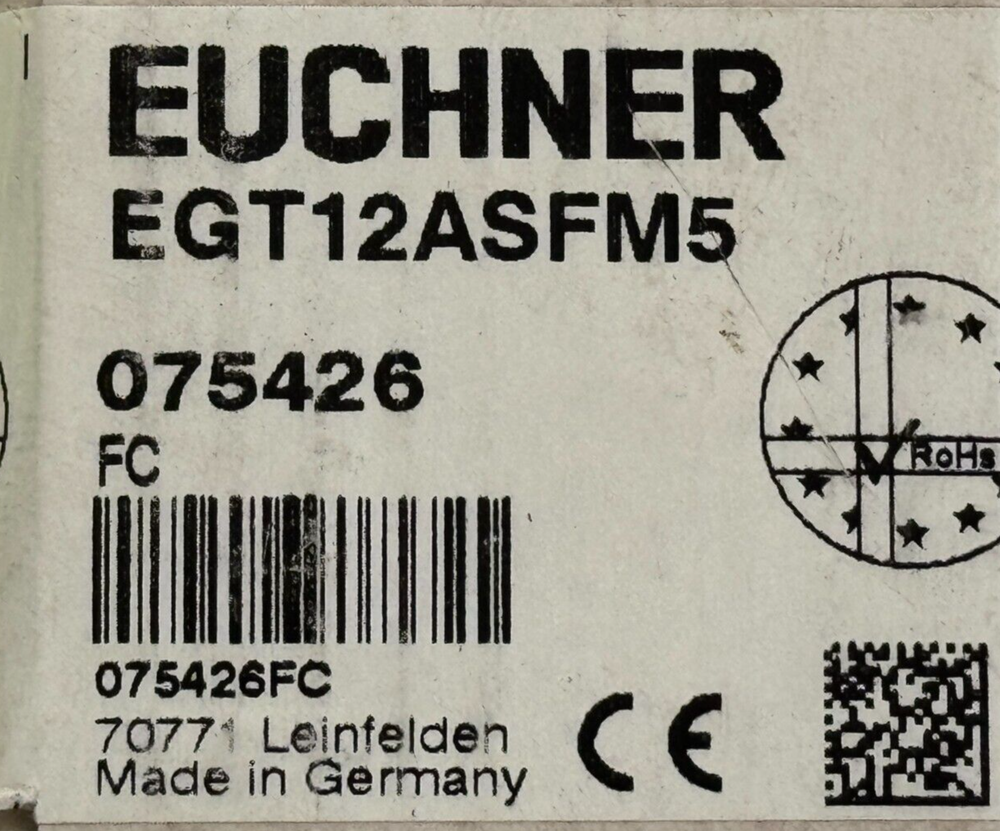 EUCHNER
EGT12ASFM5
075426
FC
RoHs
075426FC
70771 Leinfelden
Made in Germany
CE